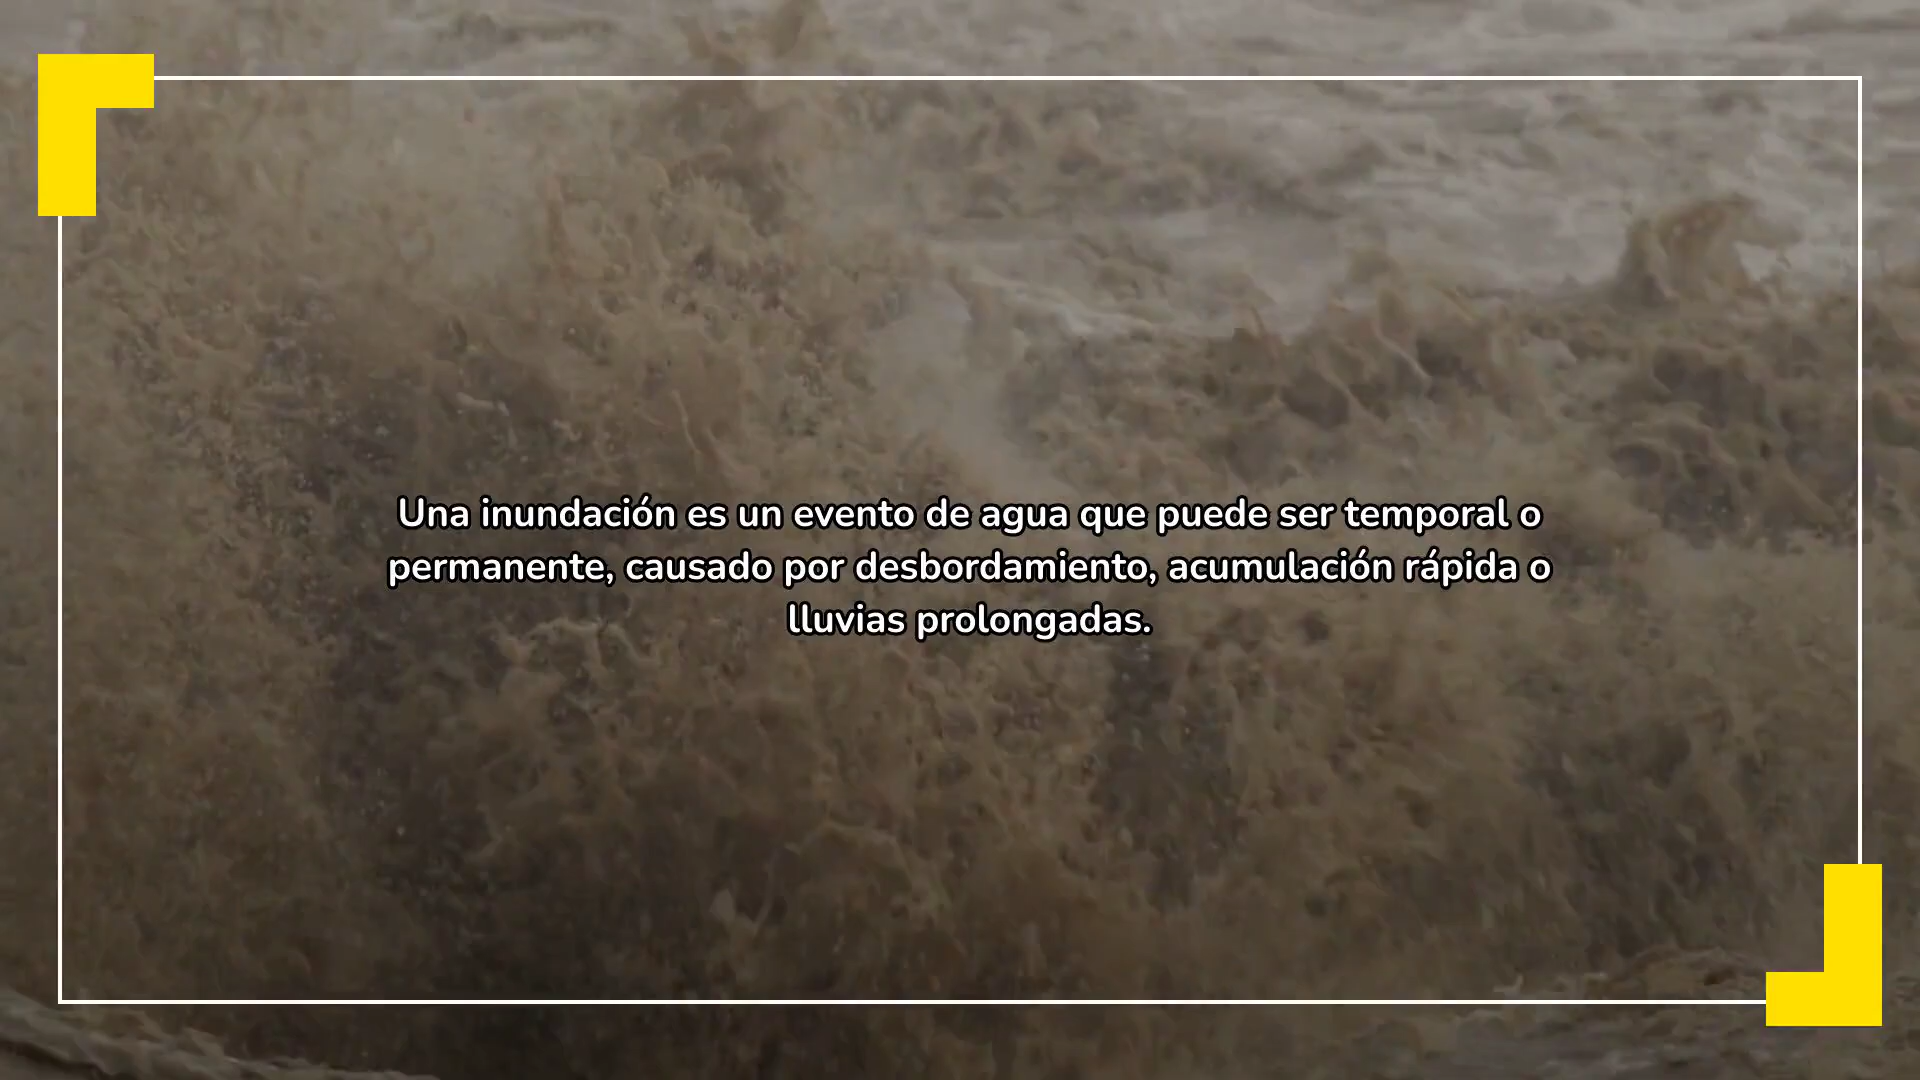 Una inundación es un evento de agua que puede ser temporal o
permanente, causado por desbordamiento, acumulación rápida o
lluvias prolongadas.